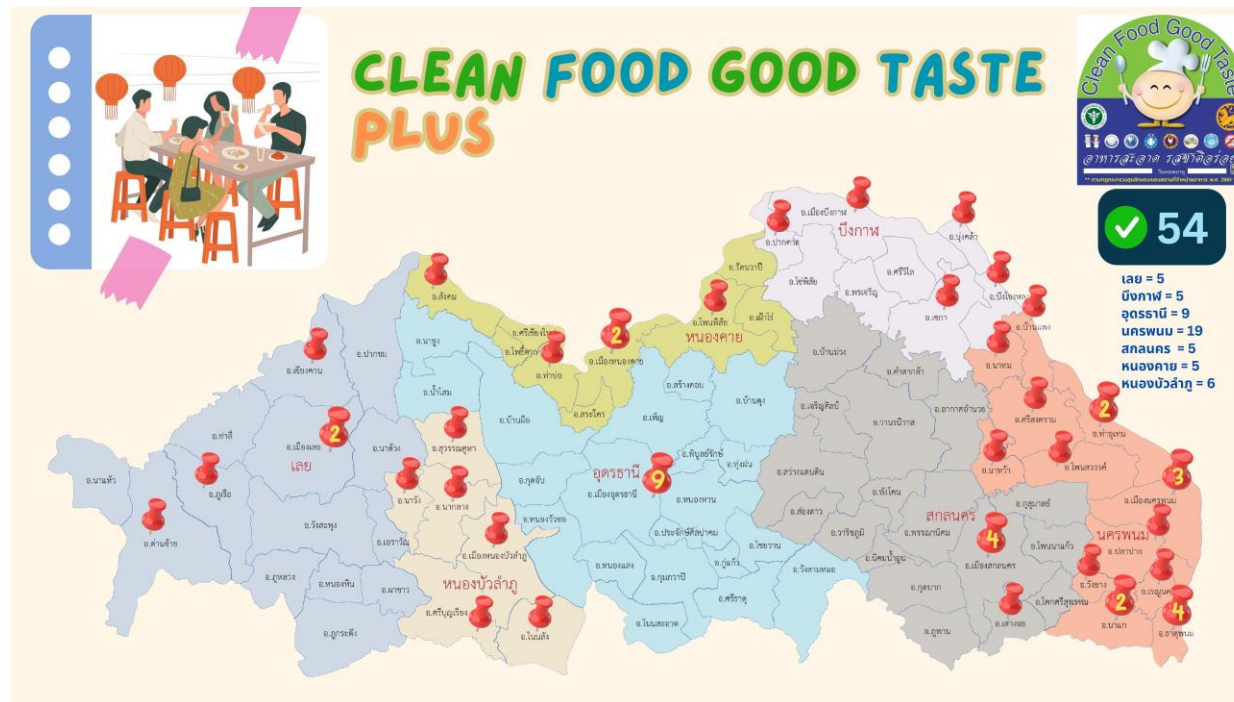 CLEAN FOOD GOOD TASTE
PLUS
Clean Food Good Taste
อาหารสะอาด รสชาติอร่อย
54
เลย = 5
บึงกาฬ = 5
อุดรธานี = 9
นครพนม = 19
สกลนคร = 5
หนองคาย = 5
หนองบัวลำภู = 6
อ.เมืองบึงกาฬ
บึงกาฬ
อ.ปากคาด
อ.บุ่งคล้า
อ.รัตนวาปี
อ.ศรีวิไล
อ.โซ่พิสัย
อ.พรเจริญ
อ.เซกา
อ.บึงโขงหลง
อ.สังคม
อ.โพนพิสัย
อ.เฝ้าไร่
หนองคาย
2
อ.เมืองหนองคาย
อ.ท่าบ่อ
อ.สระใคร
อ.บ้านแพง
อ.นาทม
อ.นายูง
อ.ปากชม
อ.เชียงคาน
อ.น้ำโสม
อ.สร้างคอม
อ.บ้านม่วง
อ.คำตากล้า
อ.บ้านดุง
อ.เพ็ญ
อ.บ้านผือ
อ.เจริญศิลป์
อ.อากาศอำนวย
อ.วานรนิวาส
อ.ศรีสงคราม
2
อ.ท่าอุเทน
อ.ท่าลี่
2
อ.เมืองเลย
เลย
อ.นาด้วง
อ.สุวรรณคูหา
อ.พิบูลย์รักษ์
อ.ทุ่งฝน
อุดรธานี
9
อ.เมืองอุดรธานี
อ.กุดจับ
อ.หนองหาน
อ.สว่างแดนดิน
อ.พังโคน
อ.นาหว้า
อ.โพนสวรรค์
3
อ.เมืองนครพนม
อ.นาแห้ว
อ.ภูเรือ
อ.ด่านซ้าย
อ.วังสะพุง
อ.เอราวัณ
อ.นาวัง
อ.นากลาง
อ.หนองวัวซอ
อ.ประจักษ์ศิลปาคม
อ.ไชยวาน
อ.ส่องดาว
อ.วาริชภูมิ
สกลนคร
4
อ.กุสุมาลย์
อ.พรรณานิคม
อ.เมืองสกลนคร
อ.โพนนาแก้ว
นครพนม
อ.ปลาปาก
อ.เมืองหนองบัวลำภู
หนองบัวลำภู
อ.หนองแสง
อ.กุมภวาปี
อ.กู่แก้ว
อ.วังสามหมอ
อ.นิคมน้ำอูน
อ.กุดบาก
อ.วังยาง
อ.ภูหลวง
อ.หนองหิน
อ.ผาขาว
อ.ศรีธาตุ
อ.โคกศรีสุพรรณ
2
4
อ.ภูกระดึง
อ.ศรีบุญเรือง
อ.โนนสัง
อ.โนนสะอาด
อ.ภูพาน
อ.เต่างอย
อ.นาแก
อ.ธาตุพนม